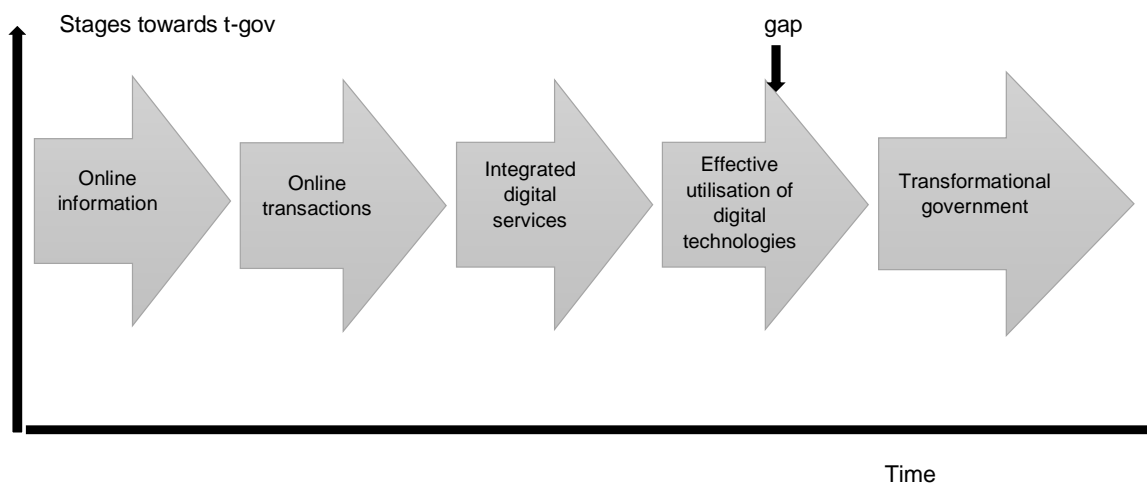 Stages towards t-gov
gap
Online
information
Online
transactions
Integrated
digital
services
Effective
utilisation of
digital
technologies
Transformational
government
Time